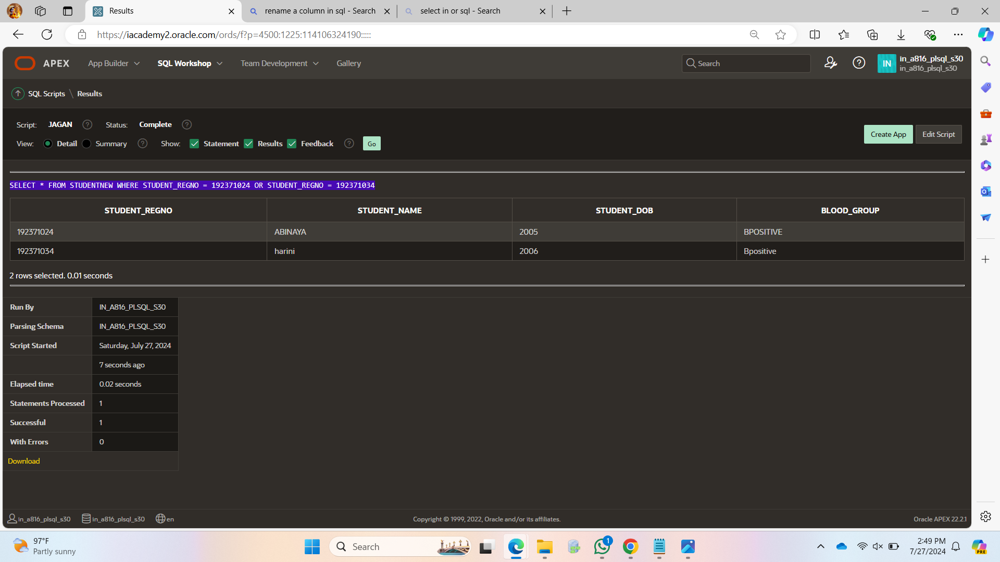 Results
rename a column in sql - Search
select in or sql - Search
https://iacademy2.oracle.com/ords/f?p=4500:1225:114106324190:::::
APEX
App Builder
SQL Workshop
Team Development
Gallery
Search
IN
in_a816_plsql_s30
in_a816_plsql_s30
SQL Scripts \ Results
Script: JAGAN ? Status: Complete ?
View: Detail Summary ? Show: Statement Results Feedback ? Go
Create App
Edit Script
SELECT * FROM STUDENTNEW WHERE STUDENT_REGNO = 192371024 OR STUDENT_REGNO = 192371034
STUDENT_REGNO STUDENT_NAME STUDENT_DOB BLOOD_GROUP
192371024 ABINAYA 2005 BPOSITIVE
192371034 harini 2006 Bpositive
2 rows selected. 0.01 seconds
Run By IN_A816_PLSQL_S30
Parsing Schema IN_A816_PLSQL_S30
Script Started Saturday, July 27, 2024
7 seconds ago
Elapsed time 0.02 seconds
Statements Processed 1
Successful 1
With Errors 0
Download
in_a816_plsql_s30 in_a816_plsql_s30 en
Copyright © 1999, 2022, Oracle and/or its affiliates.
Oracle APEX 22.2.1
97°F
Partly sunny
Search
1
2:49 PM
7/27/2024
PRE